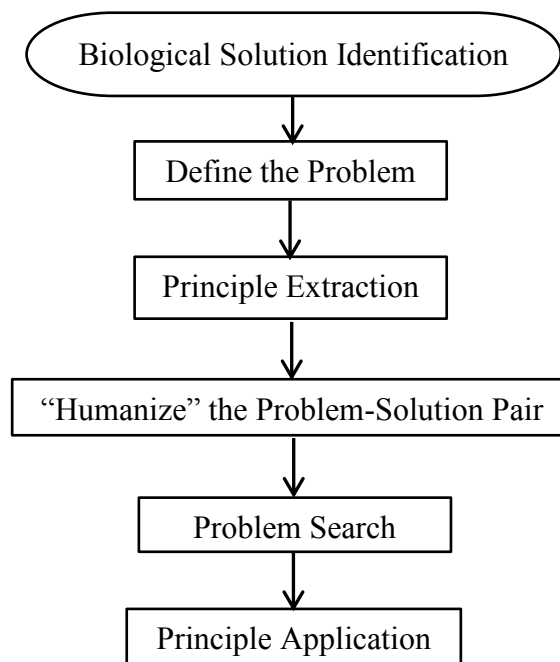 Biological Solution Identification
Define the Problem
Principle Extraction
“Humanize” the Problem-Solution Pair
Problem Search
Principle Application